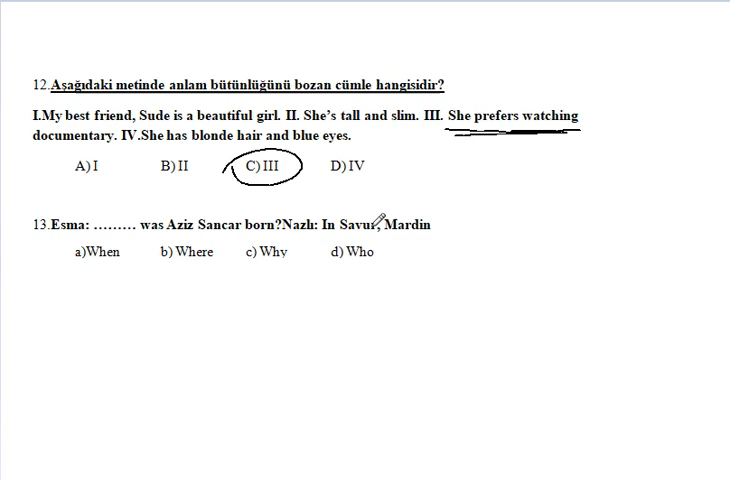 12.Aşağıdaki metinde anlam bütünlüğünü bozan cümle hangisidir?
I.My best friend, Sude is a beautiful girl. II. She's tall and slim. III. She prefers watching
documentary. IV.She has blonde hair and blue eyes.
A) I B) II C) III D) IV
13.Esma: ……… was Aziz Sancar born?Nazlı: In Savur, Mardin
a)When b) Where c) Why d) Who